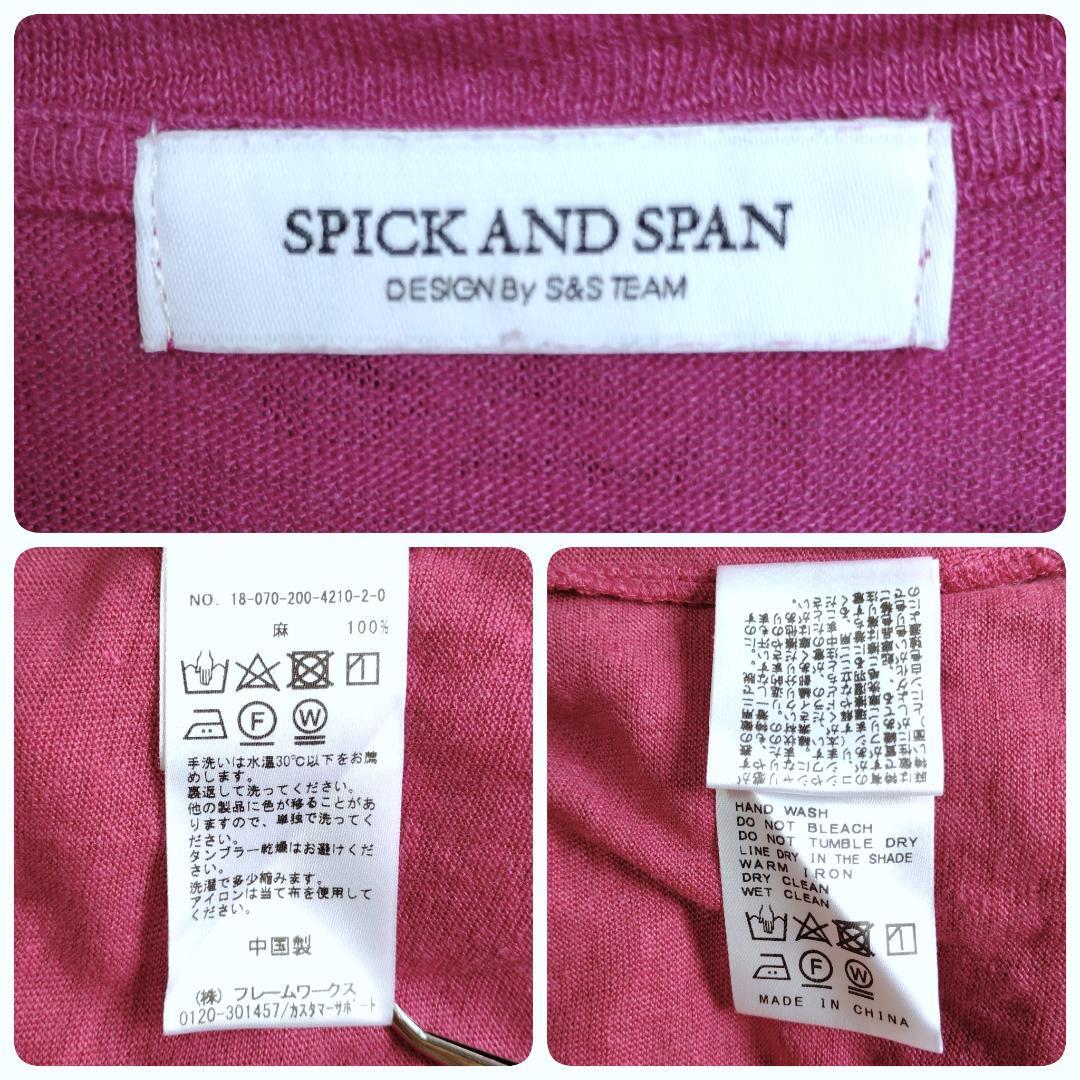 SPICK AND SPAN
DESIGN By S&S TEAM
NO. 18-070-200-4210-2-0
麻 100%
F W
手洗いは水温30℃以下をお薦
めします。
裏返して洗ってください。
他の製品に色が移ることがあ
りますので、単独で洗ってく
ださい。
タンブラー乾燥はお避けくだ
さい。
洗濯で多少縮みます。
アイロンは当て布を使用して
ください。
中国製
(株) フレームワークス
0120-301457/カスタマーサポート
HAND WASH
DO NOT BLEACH
DO NOT TUMBLE DRY
LINE DRY IN THE SHADE
WARM IRON
DRY CLEAN
WET CLEAN
F W
MADE IN CHINA